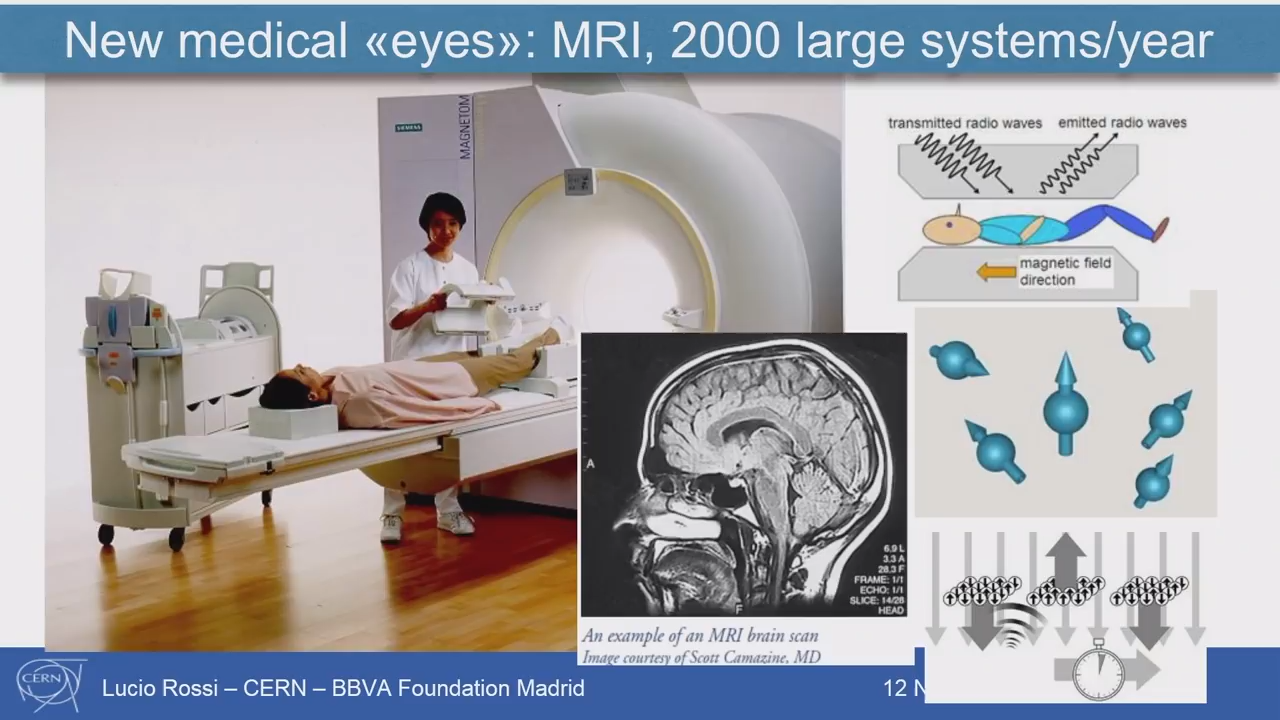 New medical «eyes»: MRI, 2000 large systems/year
SIEMENS
MAGNETOM
transmitted radio waves
emitted radio waves
magnetic field
direction
A
6.9 L
3.3 A
28.3 F
FRAME: 1/1
ECHO: 1/1
SLICE: 14/28
HEAD
F
An example of an MRI brain scan
Image courtesy of Scott Camazine, MD
CERN
Lucio Rossi – CERN – BBVA Foundation Madrid
12 N